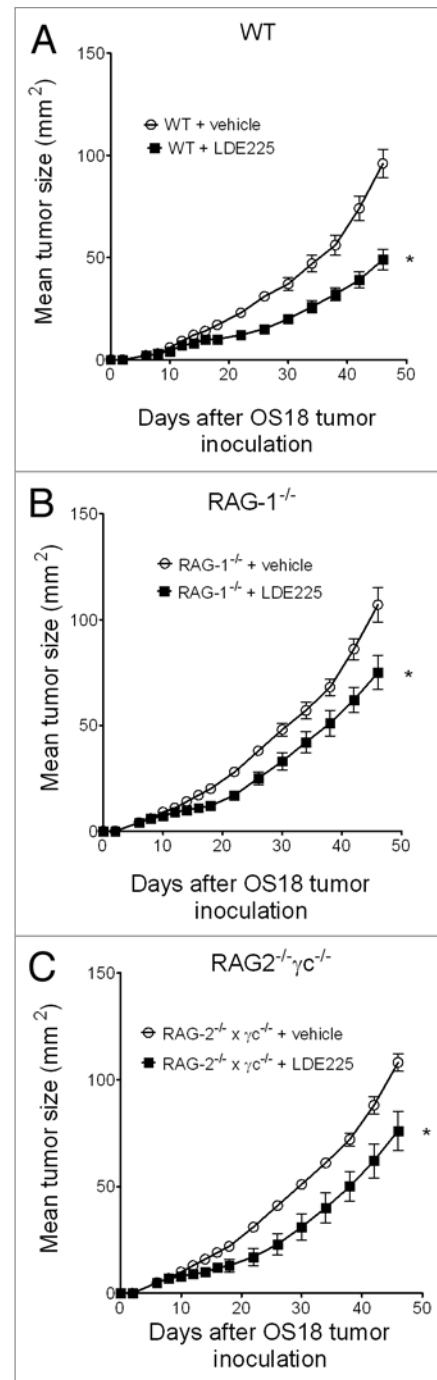 A
WT
150
100
50
0
Mean tumor size (mm²)
WT + vehicle
WT + LDE225
*
0 10 20 30 40 50
Days after OS18 tumor
inoculation
B
RAG-1⁻/⁻
150
100
50
0
Mean tumor size (mm²)
RAG-1⁻/⁻ + vehicle
RAG-1⁻/⁻ + LDE225
*
0 10 20 30 40 50
Days after OS18 tumor
inoculation
C
RAG2⁻/⁻γc⁻/⁻
150
100
50
0
Mean tumor size (mm²)
RAG-2⁻/⁻ x γc⁻/⁻ + vehicle
RAG-2⁻/⁻ x γc⁻/⁻ + LDE225
*
0 10 20 30 40 50
Days after OS18 tumor
inoculation